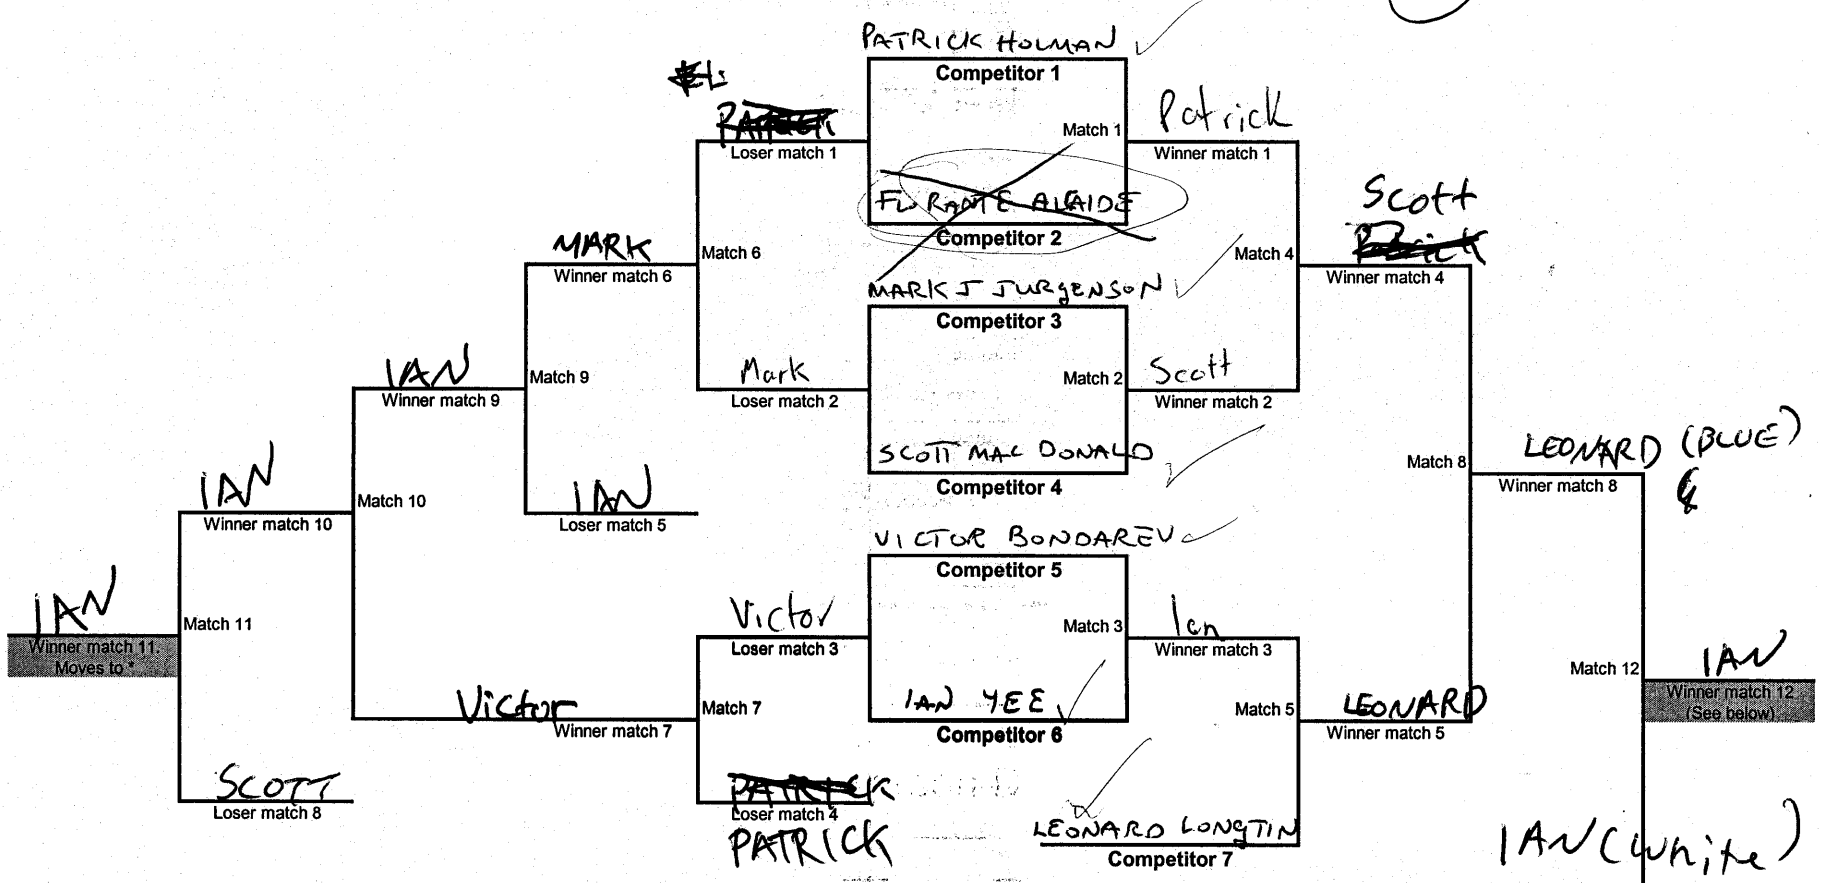 PATRICK HOLMAN
Competitor 1
Match 1
Patrick
Loser match 1
Winner match 1
FLORANTE ALAIDE
Competitor 2
Scott
MARK
Match 6
Match 4
Winner match 6
Winner match 4
MARK J JURGENSON
Competitor 3
IAN
Match 9
Mark
Match 2
Scott
Winner match 9
Loser match 2
Winner match 2
SCOTT MAC DONALD
Competitor 4
LEONARD (BLUE)
Match 8
Winner match 8
IAN
Match 10
IAN
Winner match 10
Loser match 5
VICTOR BONDAREV
Competitor 5
IAN
Match 11
Victor
Match 3
Ian
Winner match 11.
Moves to *
Loser match 3
Winner match 3
Match 12
IAN
Winner match 12
(See below)
Victor
Match 7
IAN YEE
Match 5
LEONARD
Winner match 7
Competitor 6
Winner match 5
SCOTT
Loser match 8
PATRICK
Loser match 4
PATRICK
LEONARD LONGTIN
Competitor 7
IAN (white)